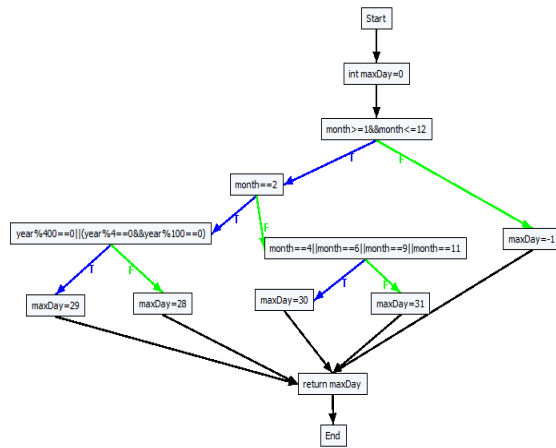 Start
int maxDay=0
month>=1&&month<=12
T
F
month==2
T
F
year%400==0||(year%4==0&&year%100==0)
month==4||month==6||month==9||month==11
maxDay=-1
T
F
T
F
maxDay=29
maxDay=28
maxDay=30
maxDay=31
return maxDay
End